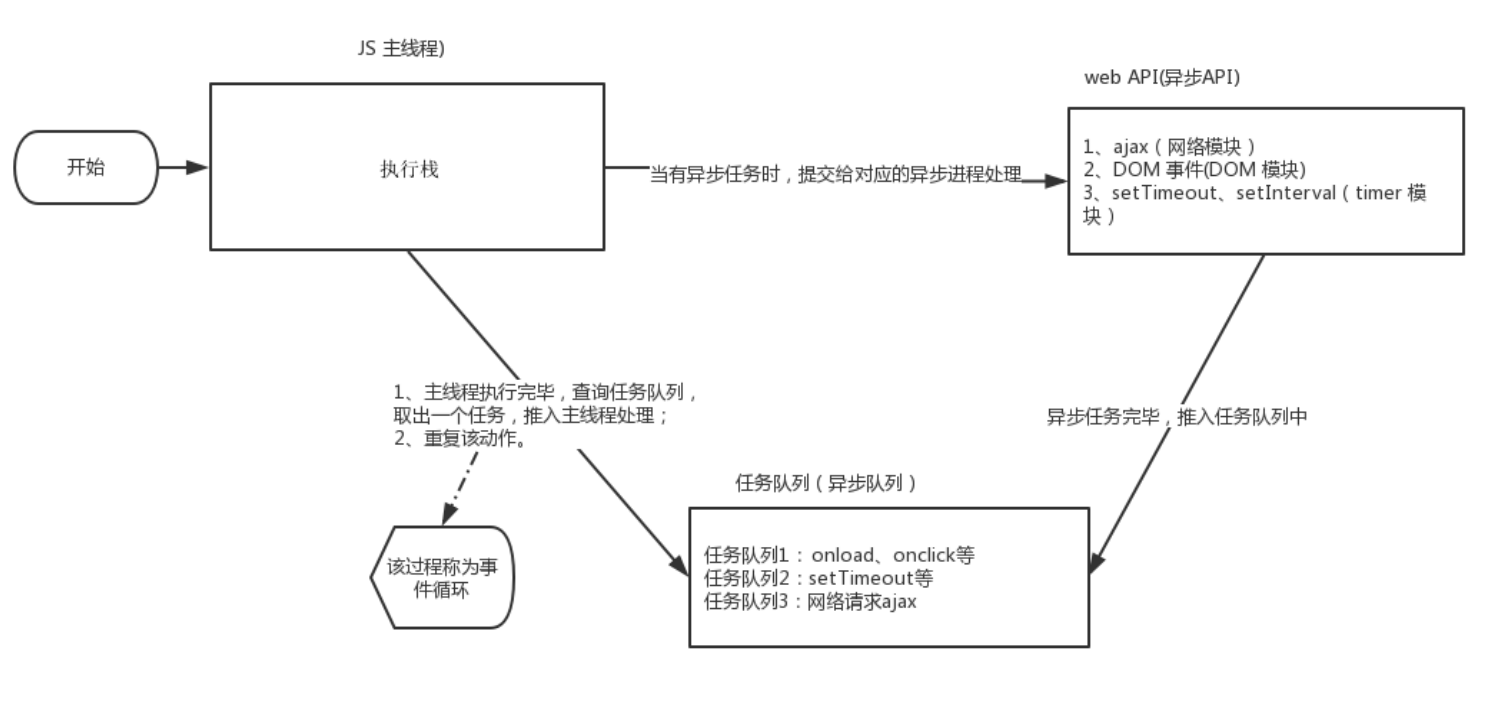 JS 主线程)
web API(异步API)
开始
执行栈
当有异步任务时，提交给对应的异步进程处理
1、ajax（网络模块）
2、DOM 事件(DOM 模块)
3、setTimeout、setInterval（timer 模
块）
1、主线程执行完毕，查询任务队列，
取出一个任务，推入主线程处理；
2、重复该动作。
异步任务完毕，推入任务队列中
任务队列（异步队列）
任务队列1：onload、onclick等
任务队列2：setTimeout等
任务队列3：网络请求ajax
该过程称为事
件循环